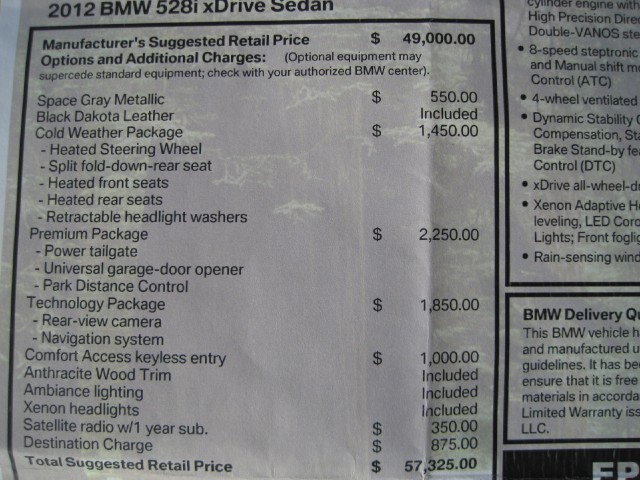 2012 BMW 528i xDrive Sedan
Manufacturer's Suggested Retail Price $ 49,000.00
Options and Additional Charges: (Optional equipment may
supercede standard equipment; check with your authorized BMW center).
Space Gray Metallic $ 550.00
Black Dakota Leather Included
Cold Weather Package $ 1,450.00
- Heated Steering Wheel
- Split fold-down-rear seat
- Heated front seats
- Heated rear seats
- Retractable headlight washers
Premium Package $ 2,250.00
- Power tailgate
- Universal garage-door opener
- Park Distance Control
Technology Package $ 1,850.00
- Rear-view camera
- Navigation system
Comfort Access keyless entry $ 1,000.00
Anthracite Wood Trim Included
Ambiance lighting Included
Xenon headlights Included
Satellite radio w/1 year sub. $ 350.00
Destination Charge $ 875.00
Total Suggested Retail Price $ 57,325.00
cylinder engine with
High Precision Dire
Double-VANOS ste
• 8-speed steptronic
and Manual shift m
Control (ATC)
• 4-wheel ventilated
• Dynamic Stability
Compensation, Sta
Brake Stand-by fe
Control (DTC)
• xDrive all-wheel-d
• Xenon Adaptive H
leveling, LED Coro
Lights; Front foglig
• Rain-sensing wind
BMW Delivery Qu
This BMW vehicle h
and manufactured u
guidelines. It has be
ensure that it is free
materials in accorda
Limited Warranty iss
LLC.
EP